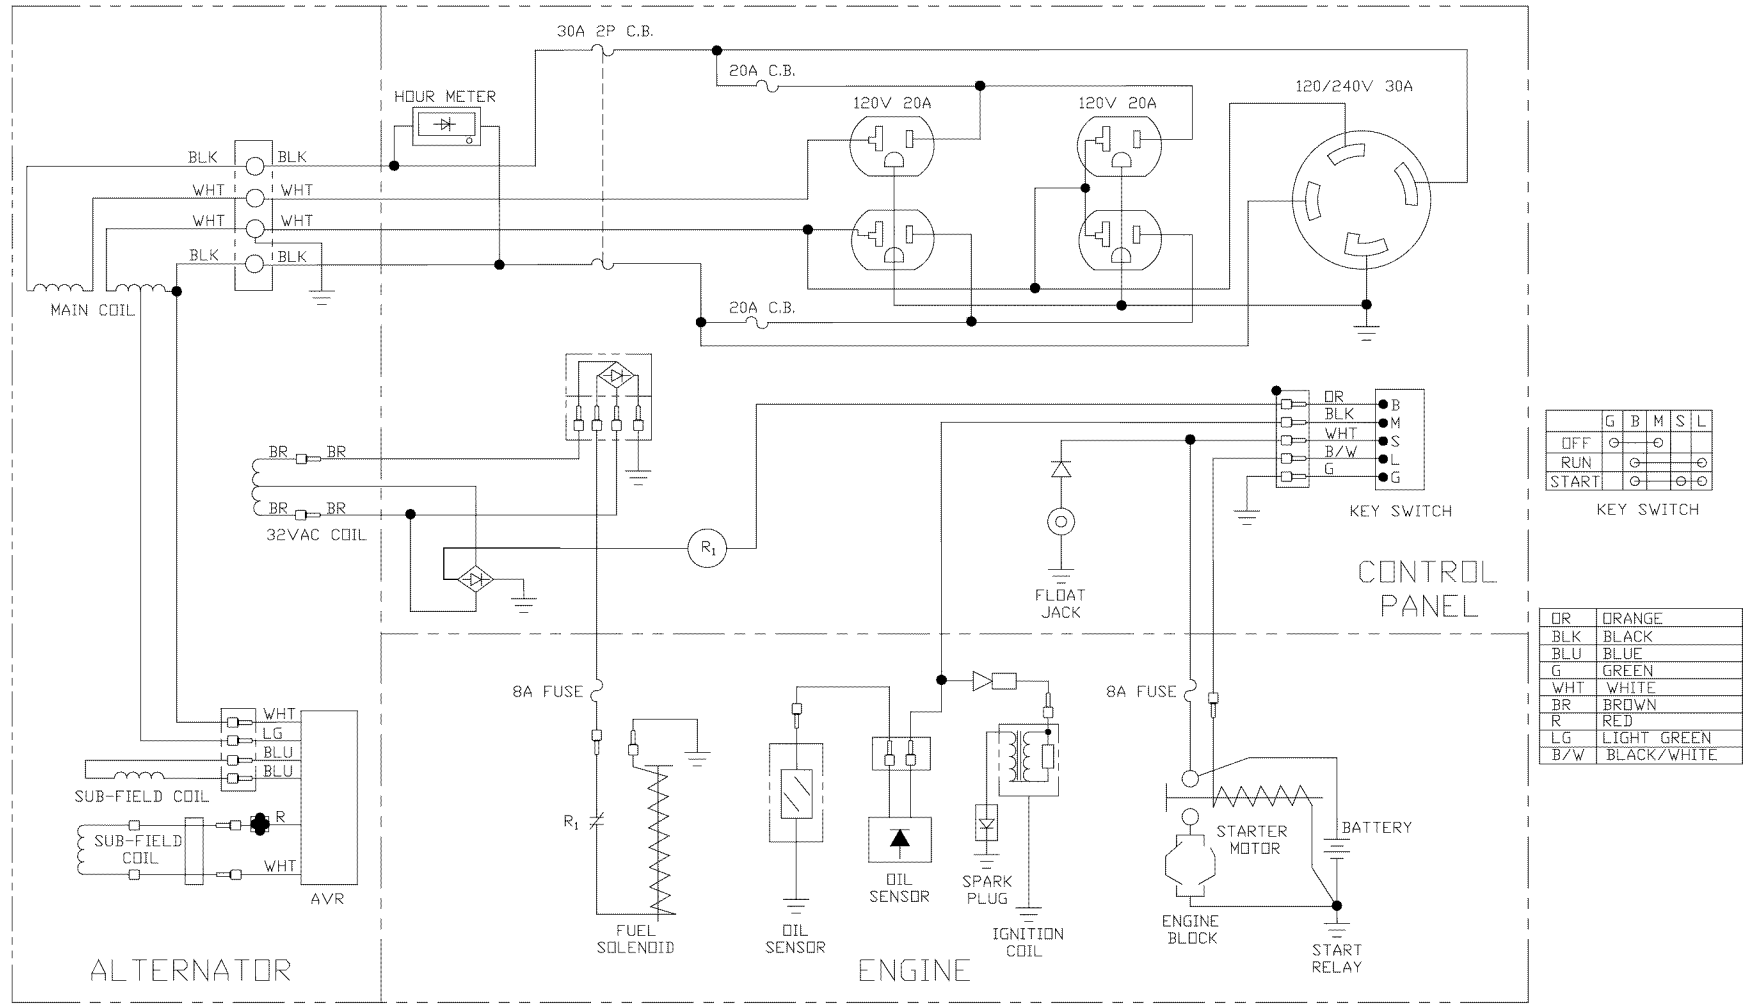 30A 2P C.B.
20A C.B.
HOUR METER
120V 20A
120V 20A
120/240V 30A
BLK
BLK
WHT
WHT
WHT
WHT
BLK
BLK
MAIN COIL
20A C.B.
BR
BR
BR
BR
32VAC COIL
R1
OR
B
BLK
M
WHT
S
B/W
L
G
G
KEY SWITCH
G B M S L
OFF
RUN
START
KEY SWITCH
FLOAT
JACK
CONTROL
PANEL
OR ORANGE
BLK BLACK
BLU BLUE
G GREEN
WHT WHITE
BR BROWN
R RED
LG LIGHT GREEN
B/W BLACK/WHITE
8A FUSE
8A FUSE
WHT
LG
BLU
BLU
SUB-FIELD COIL
R
SUB-FIELD
COIL
WHT
AVR
R1
FUEL
SOLENOID
OIL
SENSOR
OIL
SENSOR
SPARK
PLUG
IGNITION
COIL
STARTER
MOTOR
BATTERY
ENGINE
BLOCK
START
RELAY
ALTERNATOR
ENGINE